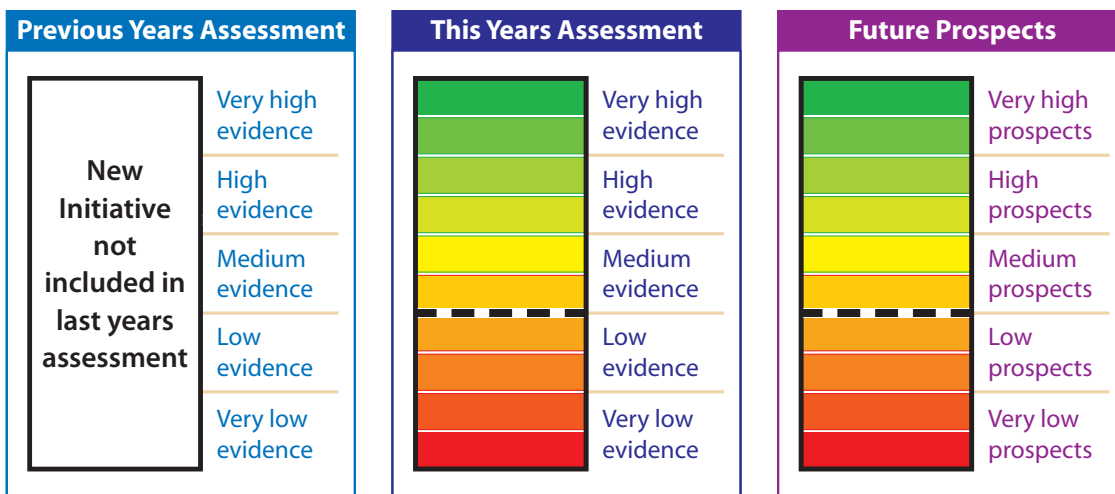 Previous Years Assessment
New
Initiative
not
included in
last years
assessment
Very high
evidence
High
evidence
Medium
evidence
Low
evidence
Very low
evidence
This Years Assessment
Very high
evidence
High
evidence
Medium
evidence
Low
evidence
Very low
evidence
Future Prospects
Very high
prospects
High
prospects
Medium
prospects
Low
prospects
Very low
prospects